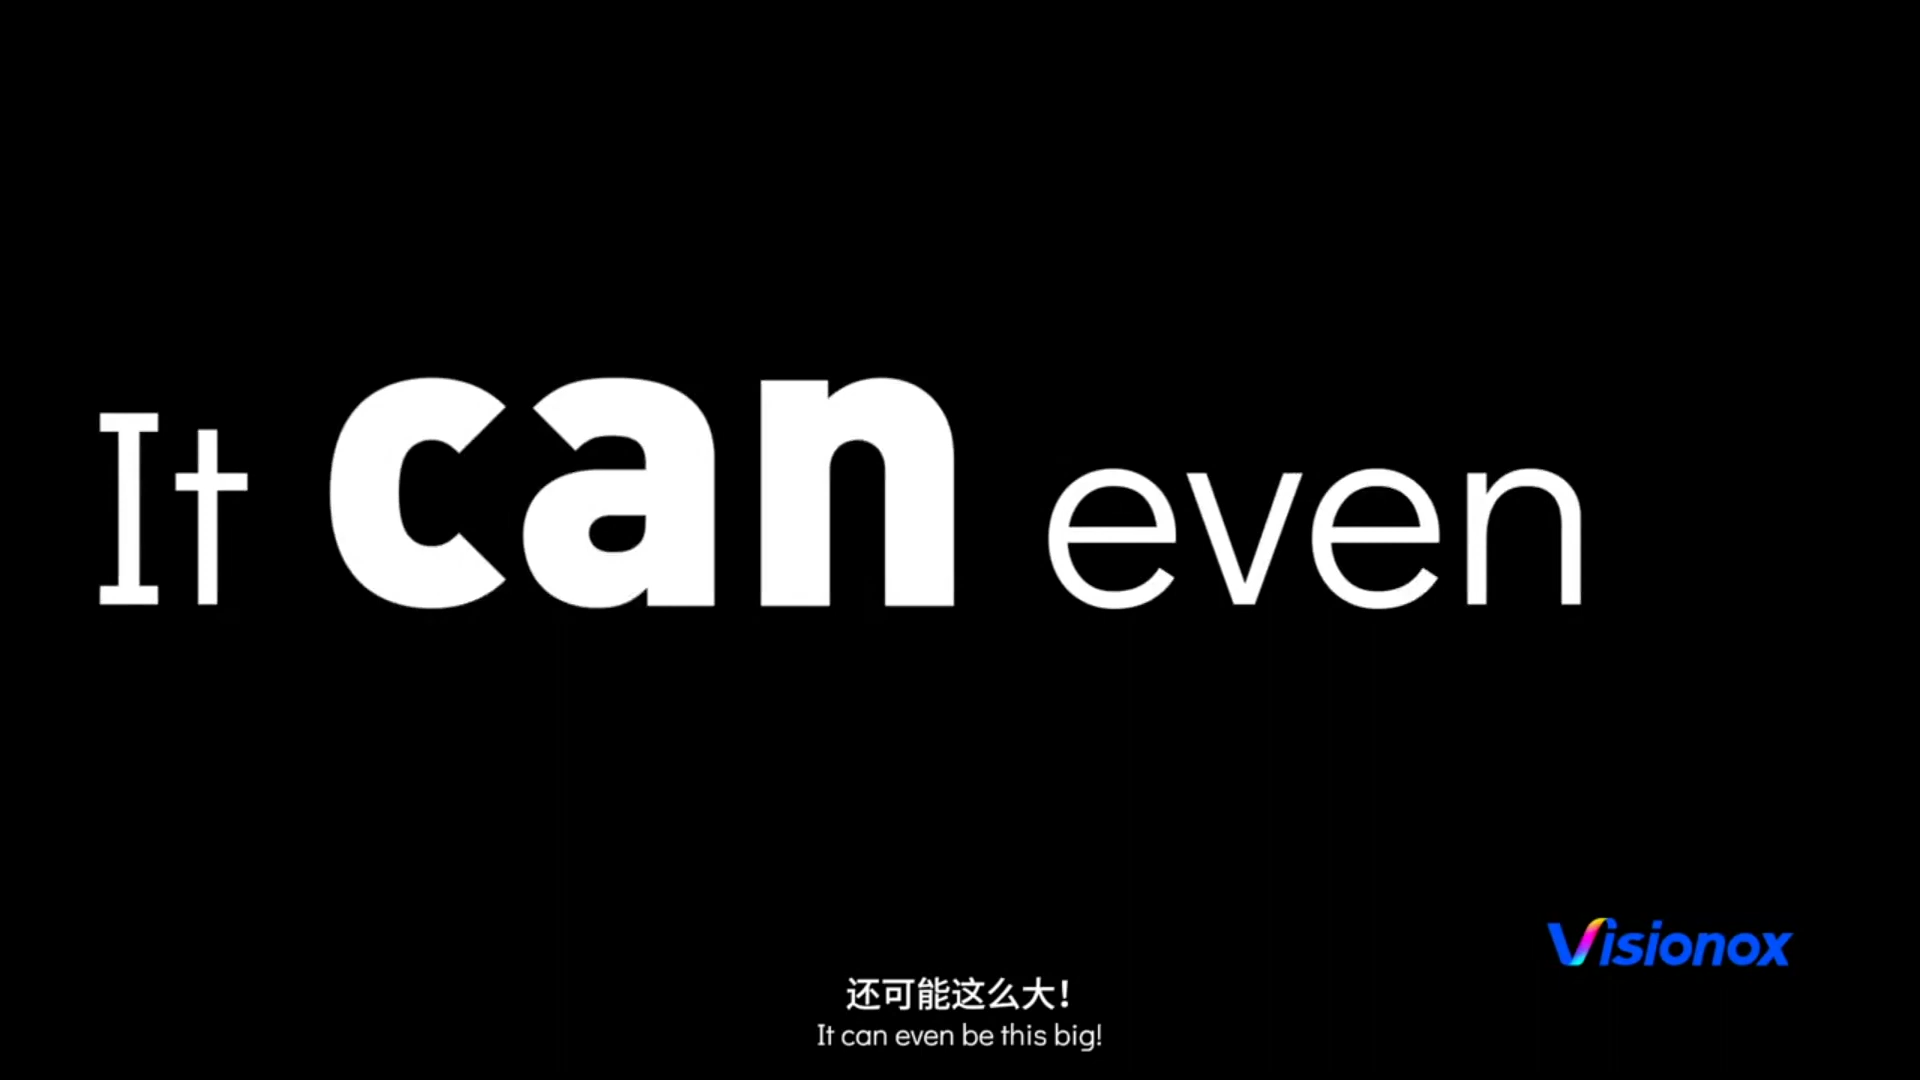 It can even
Visionox
还可能这么大！
It can even be this big!